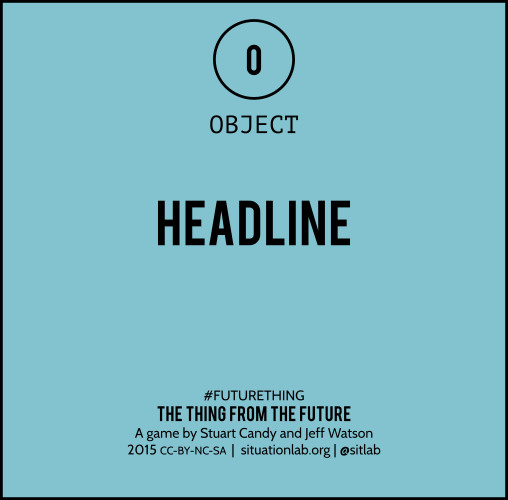 O
OBJECT
HEADLINE
#FUTURETHING
THE THING FROM THE FUTURE
A game by Stuart Candy and Jeff Watson
2015 CC-BY-NC-SA | situationlab.org | @sitlab